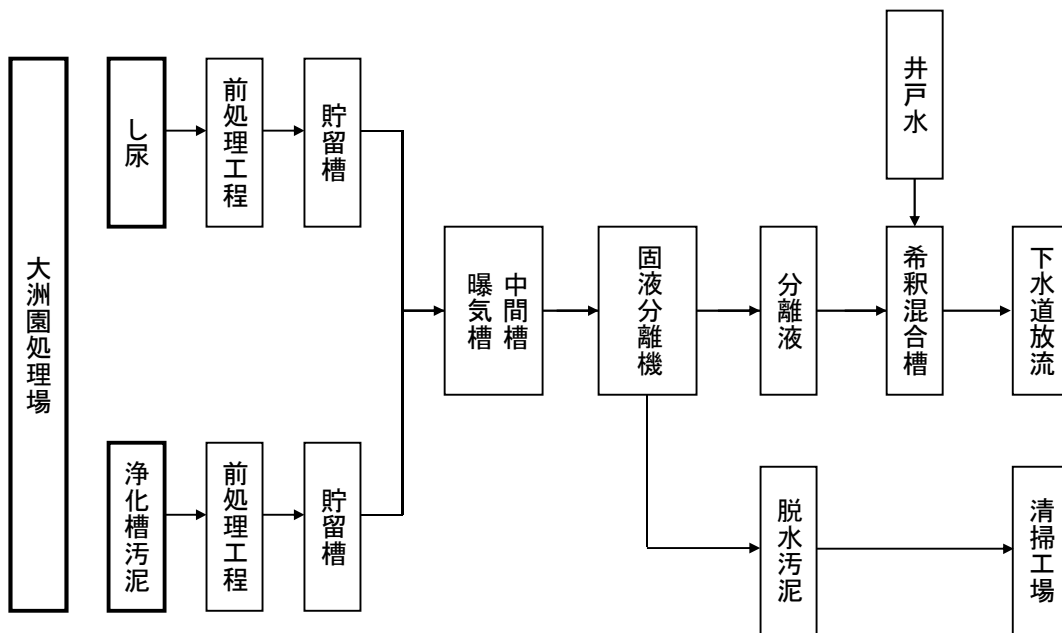 大洲園処理場
し尿
前処理工程
貯留槽
浄化槽汚泥
前処理工程
貯留槽
中間槽
曝気槽
固液分離機
分離液
井戸水
希釈混合槽
下水道放流
脱水汚泥
清掃工場